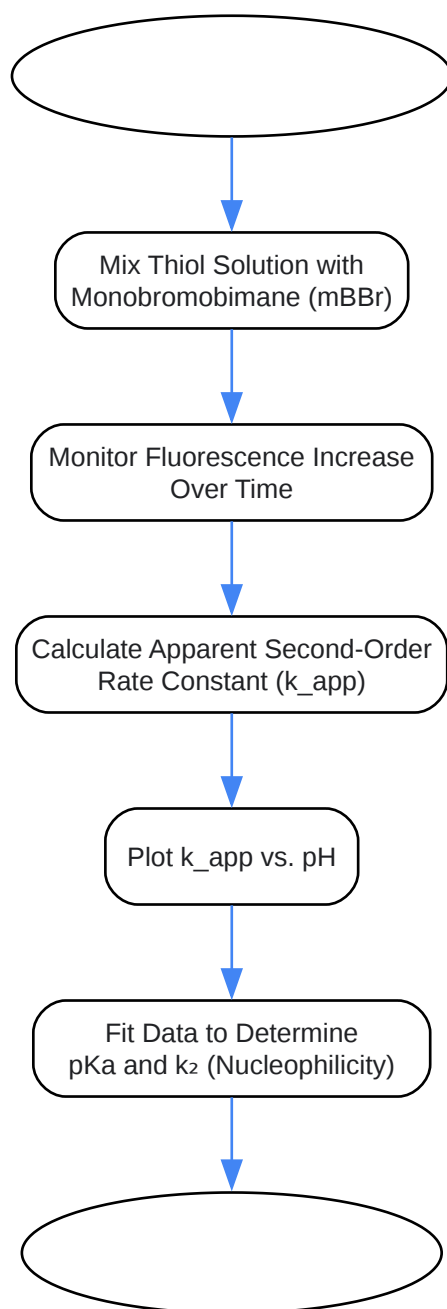 Mix Thiol Solution with
Monobromobimane (mBBr)
Monitor Fluorescence Increase
Over Time
Calculate Apparent Second-Order
Rate Constant (k_app)
Plot k_app vs. pH
Fit Data to Determine
pKa and k₂ (Nucleophilicity)